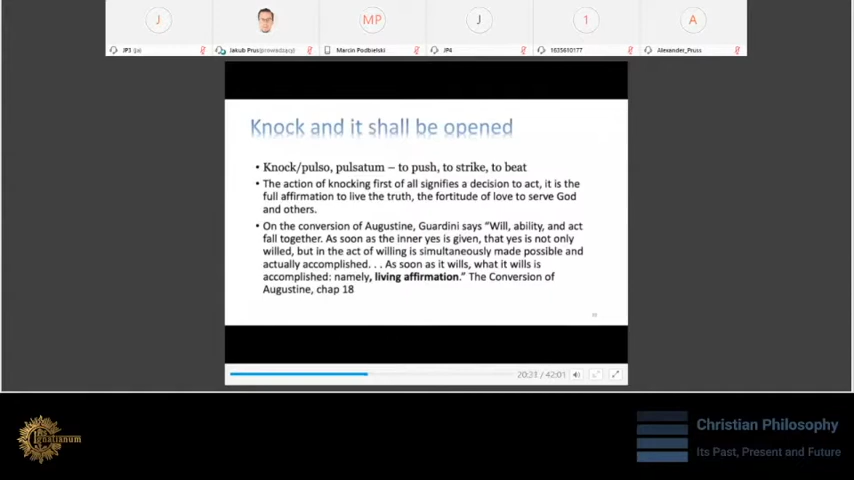 J
MP
J
1
A
JP3 (ja)
Jakub Prus(prowadzący)
Marcin Podbielski
JP4
1635610177
Alexander_Pruss
Knock and it shall be opened
• Knock/pulso, pulsatum – to push, to strike, to beat
• The action of knocking first of all signifies a decision to act, it is the
full affirmation to live the truth, the fortitude of love to serve God
and others.
• On the conversion of Augustine, Guardini says "Will, ability, and act
fall together. As soon as the inner yes is given, that yes is not only
willed, but in the act of willing is simultaneously made possible and
actually accomplished. . . As soon as it wills, what it wills is
accomplished: namely, living affirmation." The Conversion of
Augustine, chap 18
20:21 / 42:01
Ignatianum
Christian Philosophy
Its Past, Present and Future